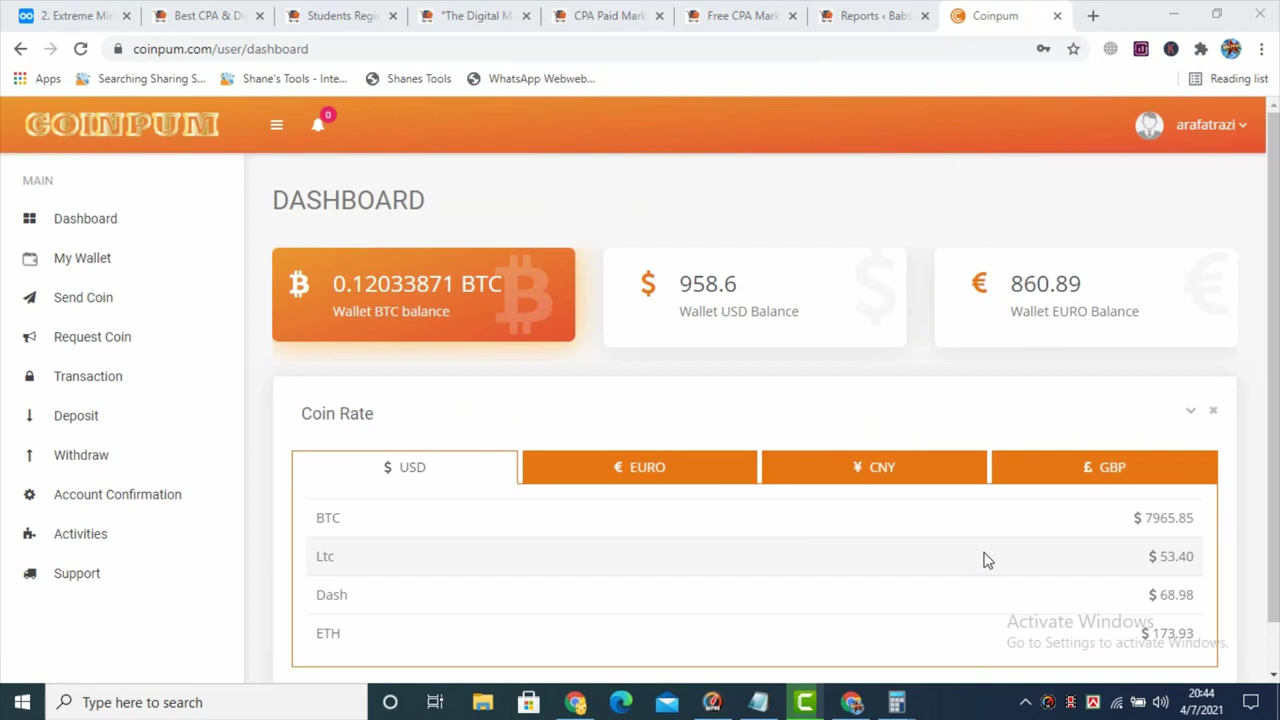 2. Extreme Mi
Best CPA & Di
Students Regis
"The Digital M
CPA Paid Mark
Free CPA Mark
Reports ‹ Babs
Coinpum
coinpum.com/user/dashboard
Apps
Searching Sharing S...
Shane's Tools - Inte...
Shanes Tools
WhatsApp Webweb...
Reading list
COINPUM
0
arafatrazi
MAIN
Dashboard
My Wallet
Send Coin
Request Coin
Transaction
Deposit
Withdraw
Account Confirmation
Activities
Support
DASHBOARD
0.12033871 BTC
Wallet BTC balance
$ 958.6
Wallet USD Balance
€ 860.89
Wallet EURO Balance
Coin Rate
$ USD
€ EURO
¥ CNY
£ GBP
BTC $ 7965.85
Ltc $ 53.40
Dash $ 68.98
ETH $ 173.93
Activate Windows
Go to Settings to activate Windows.
Type here to search
20:44
4/7/2021